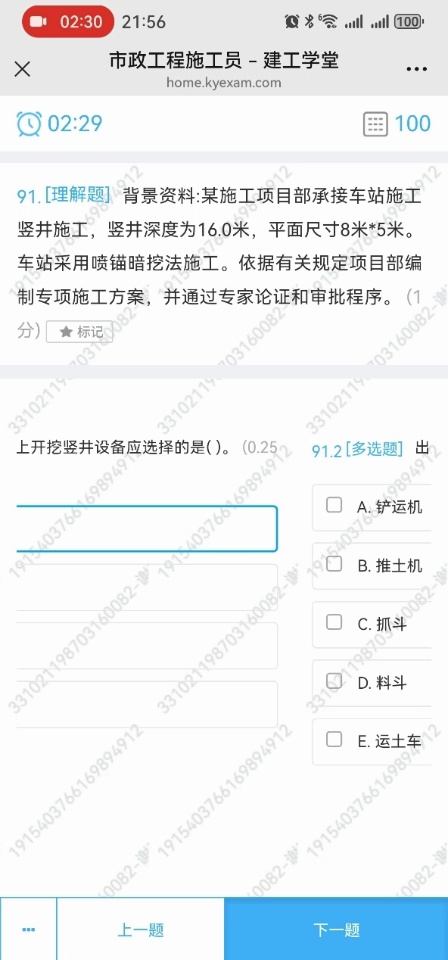 02:30 21:56 6 100
市政工程施工员 – 建工学堂
home.kyexam.com
02:29 100
91. [理解题] 背景资料:某施工项目部承接车站施工
竖井施工，竖井深度为16.0米，平面尺寸8米*5米。
车站采用喷锚暗挖法施工。依据有关规定项目部编
制专项施工方案，并通过专家论证和审批程序。(1
分) ★ 标记
上开挖竖井设备应选择的是( )。(0.25
91.2 [多选题] 出
A. 铲运机
B. 推土机
C. 抓斗
D. 料斗
E. 运土车
••• 上一题 下一题